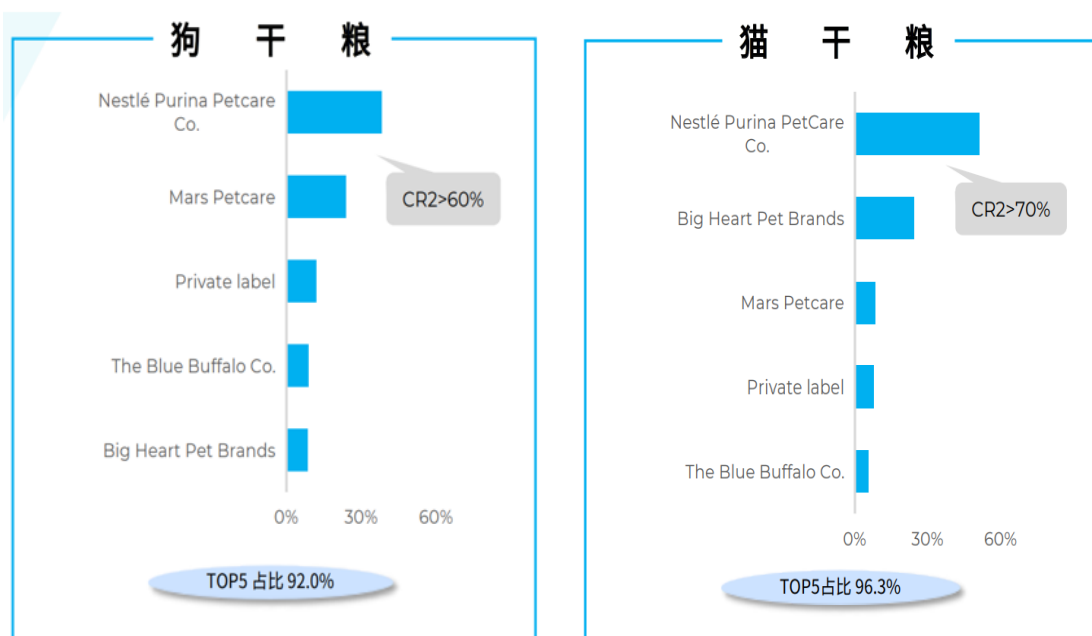 狗 干 粮
Nestlé Purina Petcare
Co.
Mars Petcare
CR2>60%
Private label
The Blue Buffalo Co.
Big Heart Pet Brands
0% 30% 60%
TOP5 占比 92.0%
猫 干 粮
Nestlé Purina PetCare
Co.
CR2>70%
Big Heart Pet Brands
Mars Petcare
Private label
The Blue Buffalo Co.
0% 30% 60%
TOP5占比 96.3%